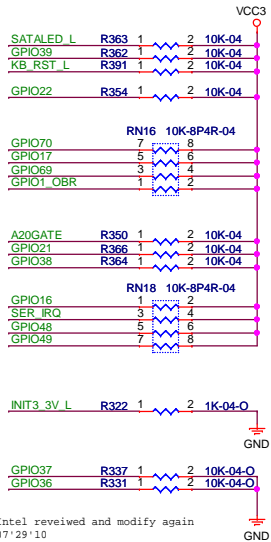 VCC3
SATALED_L R363 1 2 10K-04
GPIO39 R362 1 2 10K-04
KB_RST_L R391 1 2 10K-04
GPIO22 R354 1 2 10K-04
RN16 10K-8P4R-04
GPIO70 7 8
GPIO17 5 6
GPIO69 3 4
GPIO1_OBR 1 2
A20GATE R350 1 2 10K-04
GPIO21 R366 1 2 10K-04
GPIO38 R364 1 2 10K-04
RN18 10K-8P4R-04
GPIO16 1 2
SER_IRQ 3 4
GPIO48 5 6
GPIO49 7 8
INIT3_3V_L R322 1 2 1K-04-O
GND
GPIO37 R337 1 2 10K-04-O
GPIO36 R331 1 2 10K-04-O
Intel reveiwed and modify again
07'29'10
GND